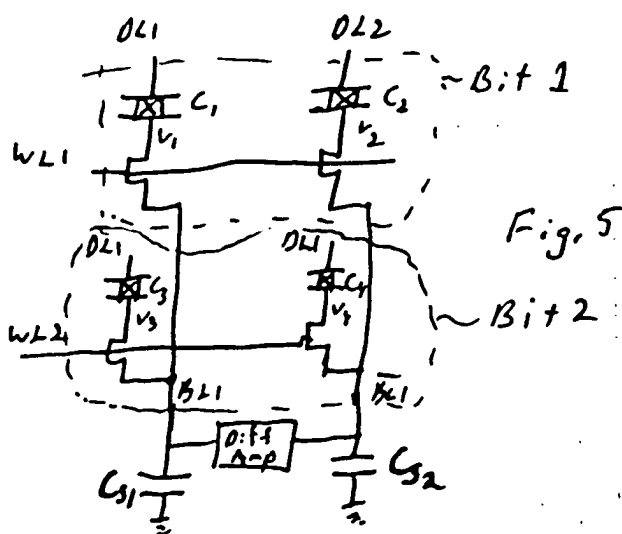 DL1 DL2
C1 C2
~Bit 1
V1 V2
WL1
Fig. 5
DL1 DL1
C3 C4
V3 V4
~Bit 2
WL2
BL1 B̅L̅1̅
Diff
Amp
CS1 CS2